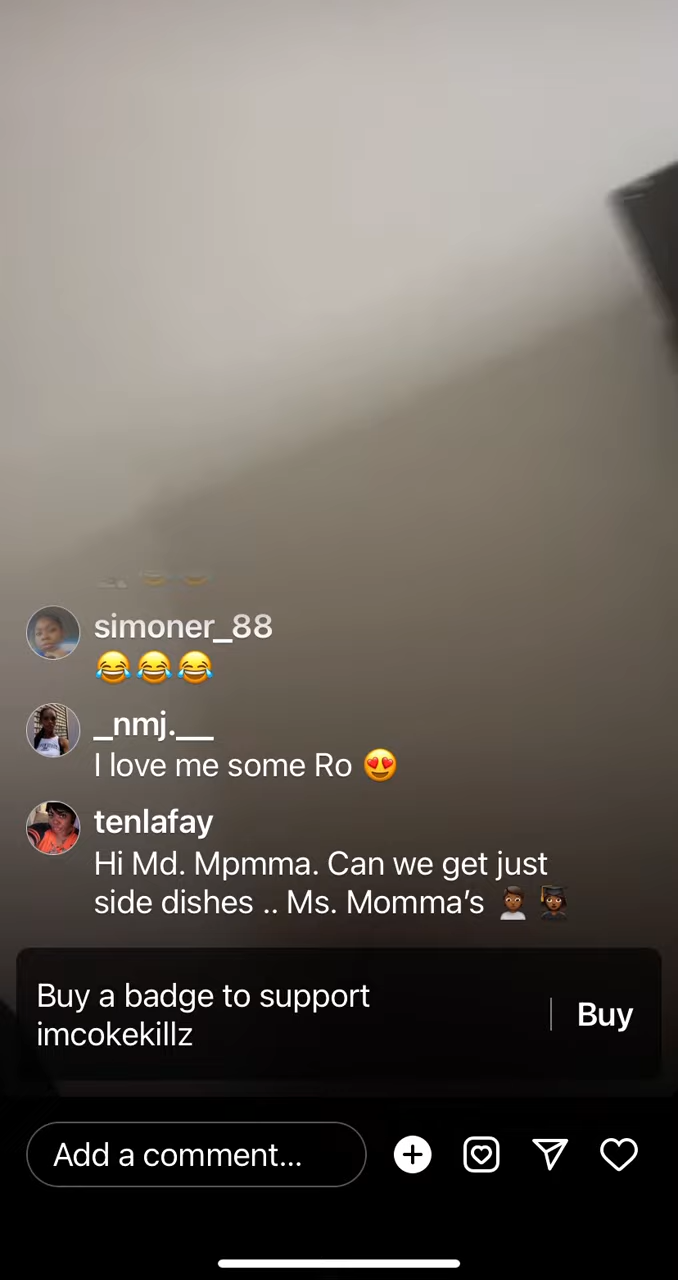 simoner_88
😂😂😂
_nmj.___
I love me some Ro 😍
tenlafay
Hi Md. Mpmma. Can we get just
side dishes .. Ms. Momma’s 👨🏾 👩🏾‍🎓
Buy a badge to support
imcokekillz
Buy
Add a comment...